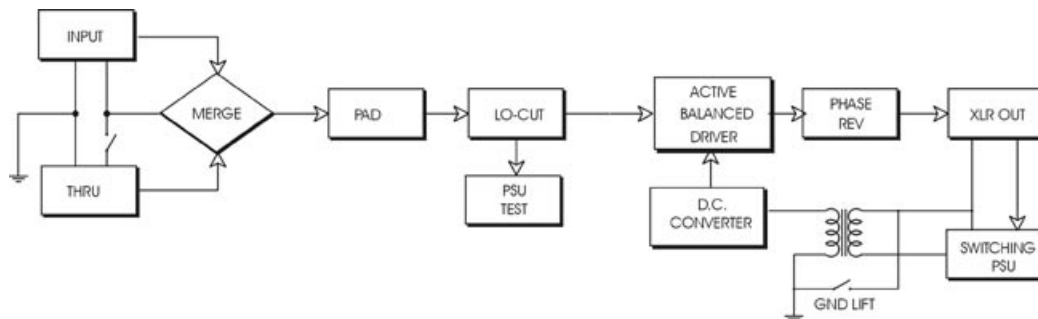 INPUT
MERGE
THRU
PAD
LO-CUT
PSU
TEST
ACTIVE
BALANCED
DRIVER
D.C.
CONVERTER
PHASE
REV
XLR OUT
SWITCHING
PSU
GND LIFT